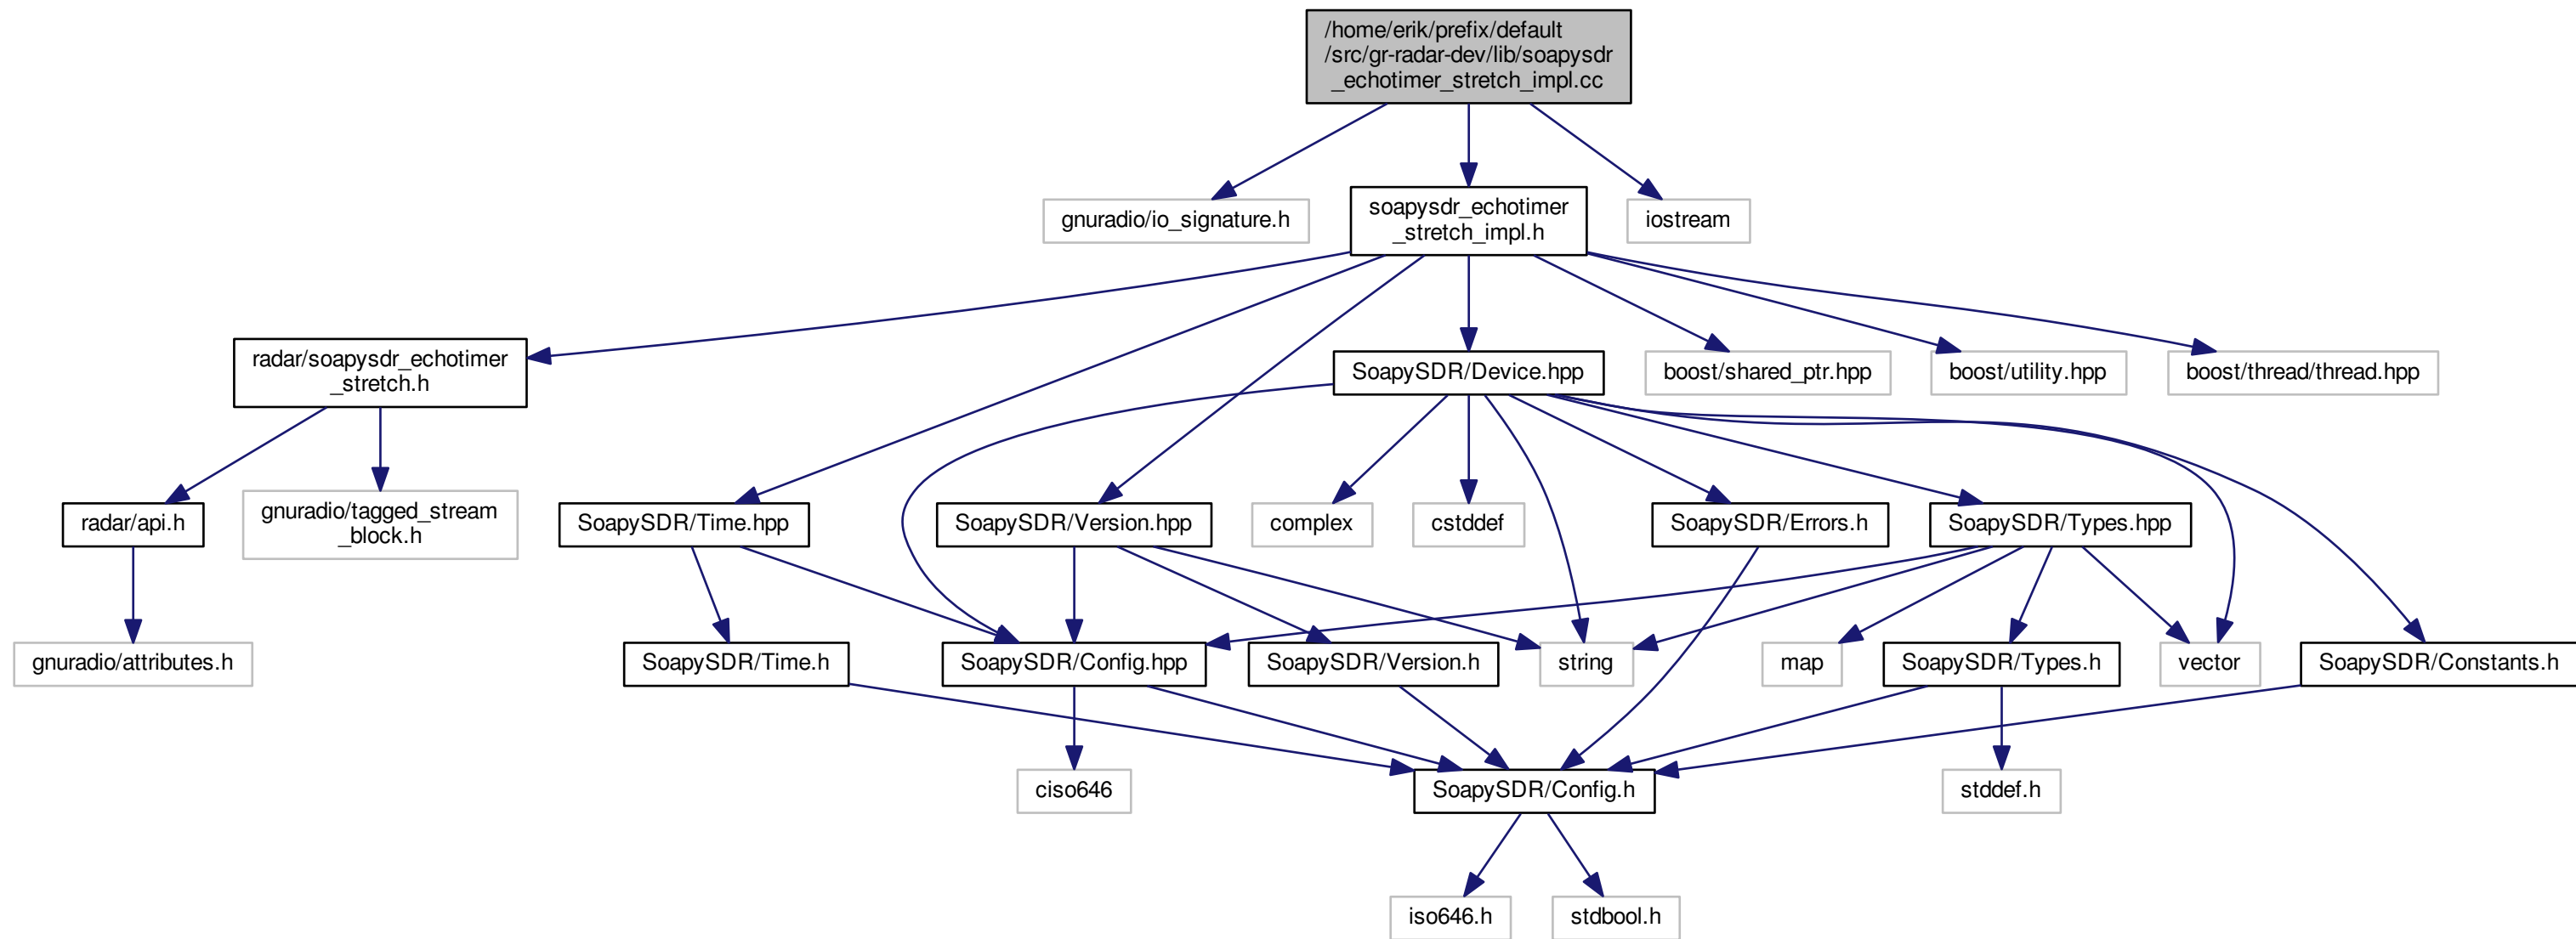 /home/erik/prefix/default
/src/gr-radar-dev/lib/soapysdr
_echotimer_stretch_impl.cc
gnuradio/io_signature.h
soapysdr_echotimer
_stretch_impl.h
iostream
radar/soapysdr_echotimer
_stretch.h
SoapySDR/Device.hpp
boost/shared_ptr.hpp
boost/utility.hpp
boost/thread/thread.hpp
radar/api.h
gnuradio/tagged_stream
_block.h
SoapySDR/Time.hpp
SoapySDR/Version.hpp
complex
cstddef
SoapySDR/Errors.h
SoapySDR/Types.hpp
gnuradio/attributes.h
SoapySDR/Time.h
SoapySDR/Config.hpp
SoapySDR/Version.h
string
map
SoapySDR/Types.h
vector
SoapySDR/Constants.h
ciso646
SoapySDR/Config.h
stddef.h
iso646.h
stdbool.h